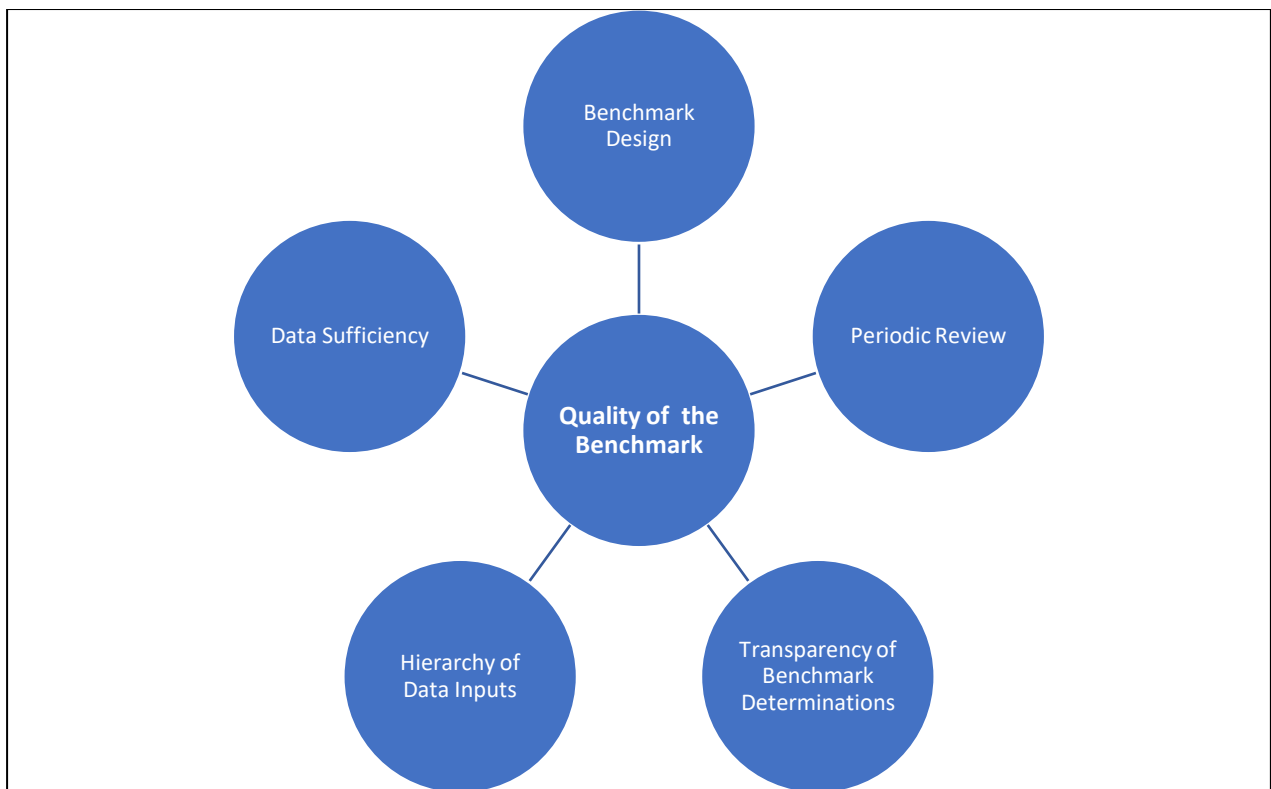 Benchmark
Design
Data Sufficiency
Periodic Review
Quality of the
Benchmark
Hierarchy of
Data Inputs
Transparency of
Benchmark
Determinations